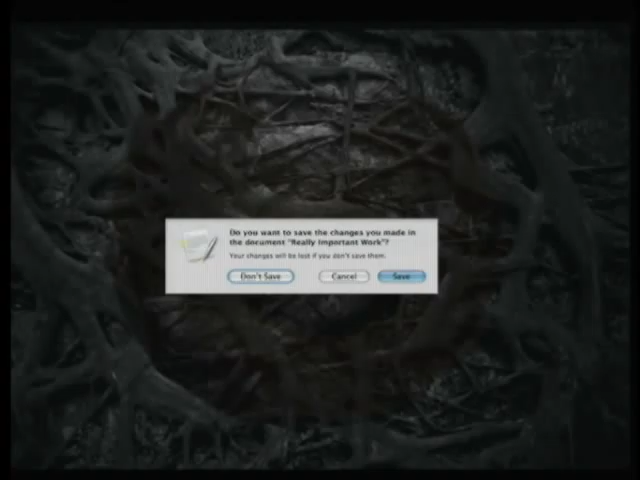 Do you want to save the changes you made in
the document "Really Important Work"?
Your changes will be lost if you don't save them.
Don't Save
Cancel
Save